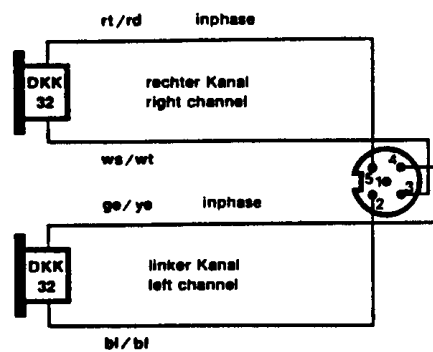 rt/rd inphase
DKK
32
rechter Kanal
right channel
ws/wt
4
5 1 3
2
ge/ye inphase
DKK
32
linker Kanal
left channel
bl/bl